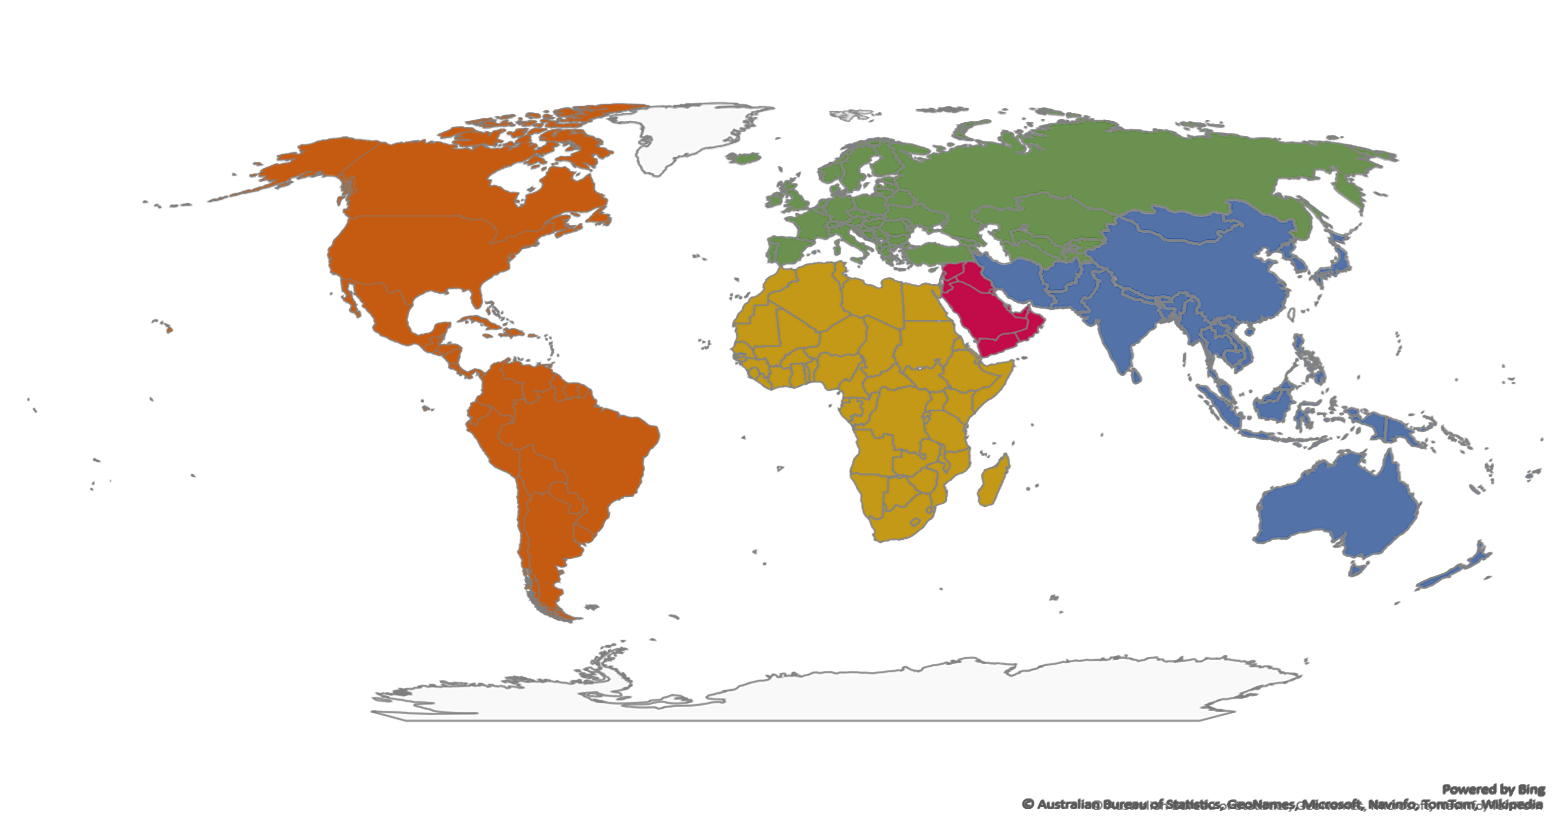 Powered by Bing
© Australian Bureau of Statistics, GeoNames, Microsoft, Navinfo, TomTom, Wikipedia